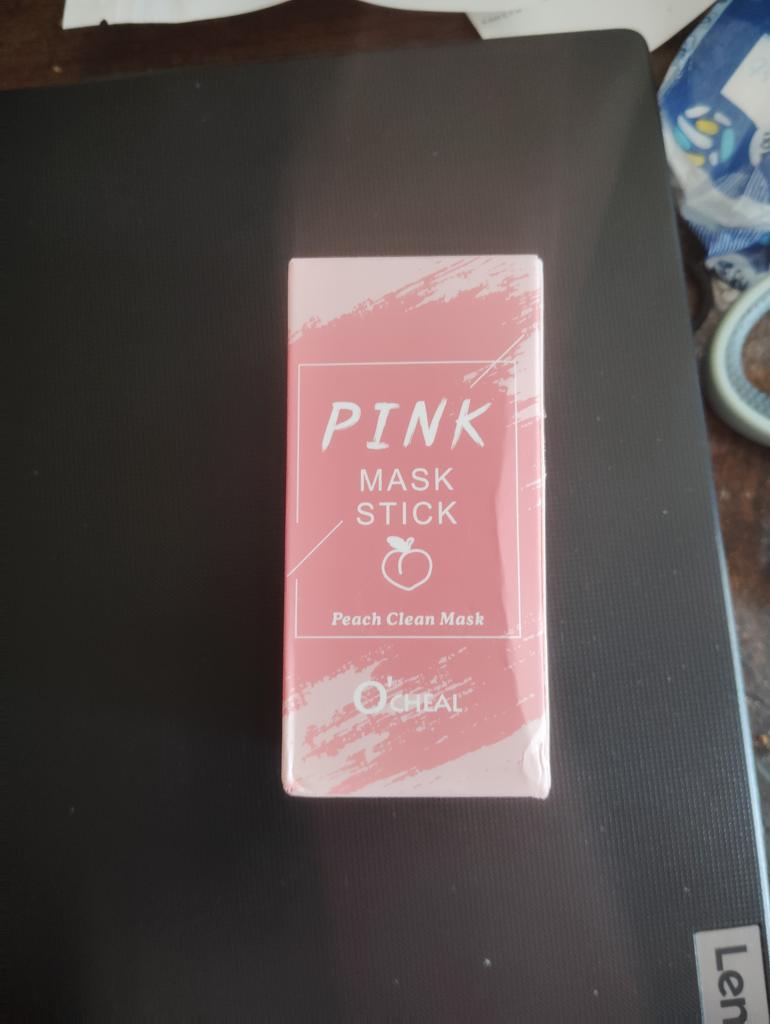 PINK
MASK
STICK
Peach Clean Mask
O'CHEAL
Len